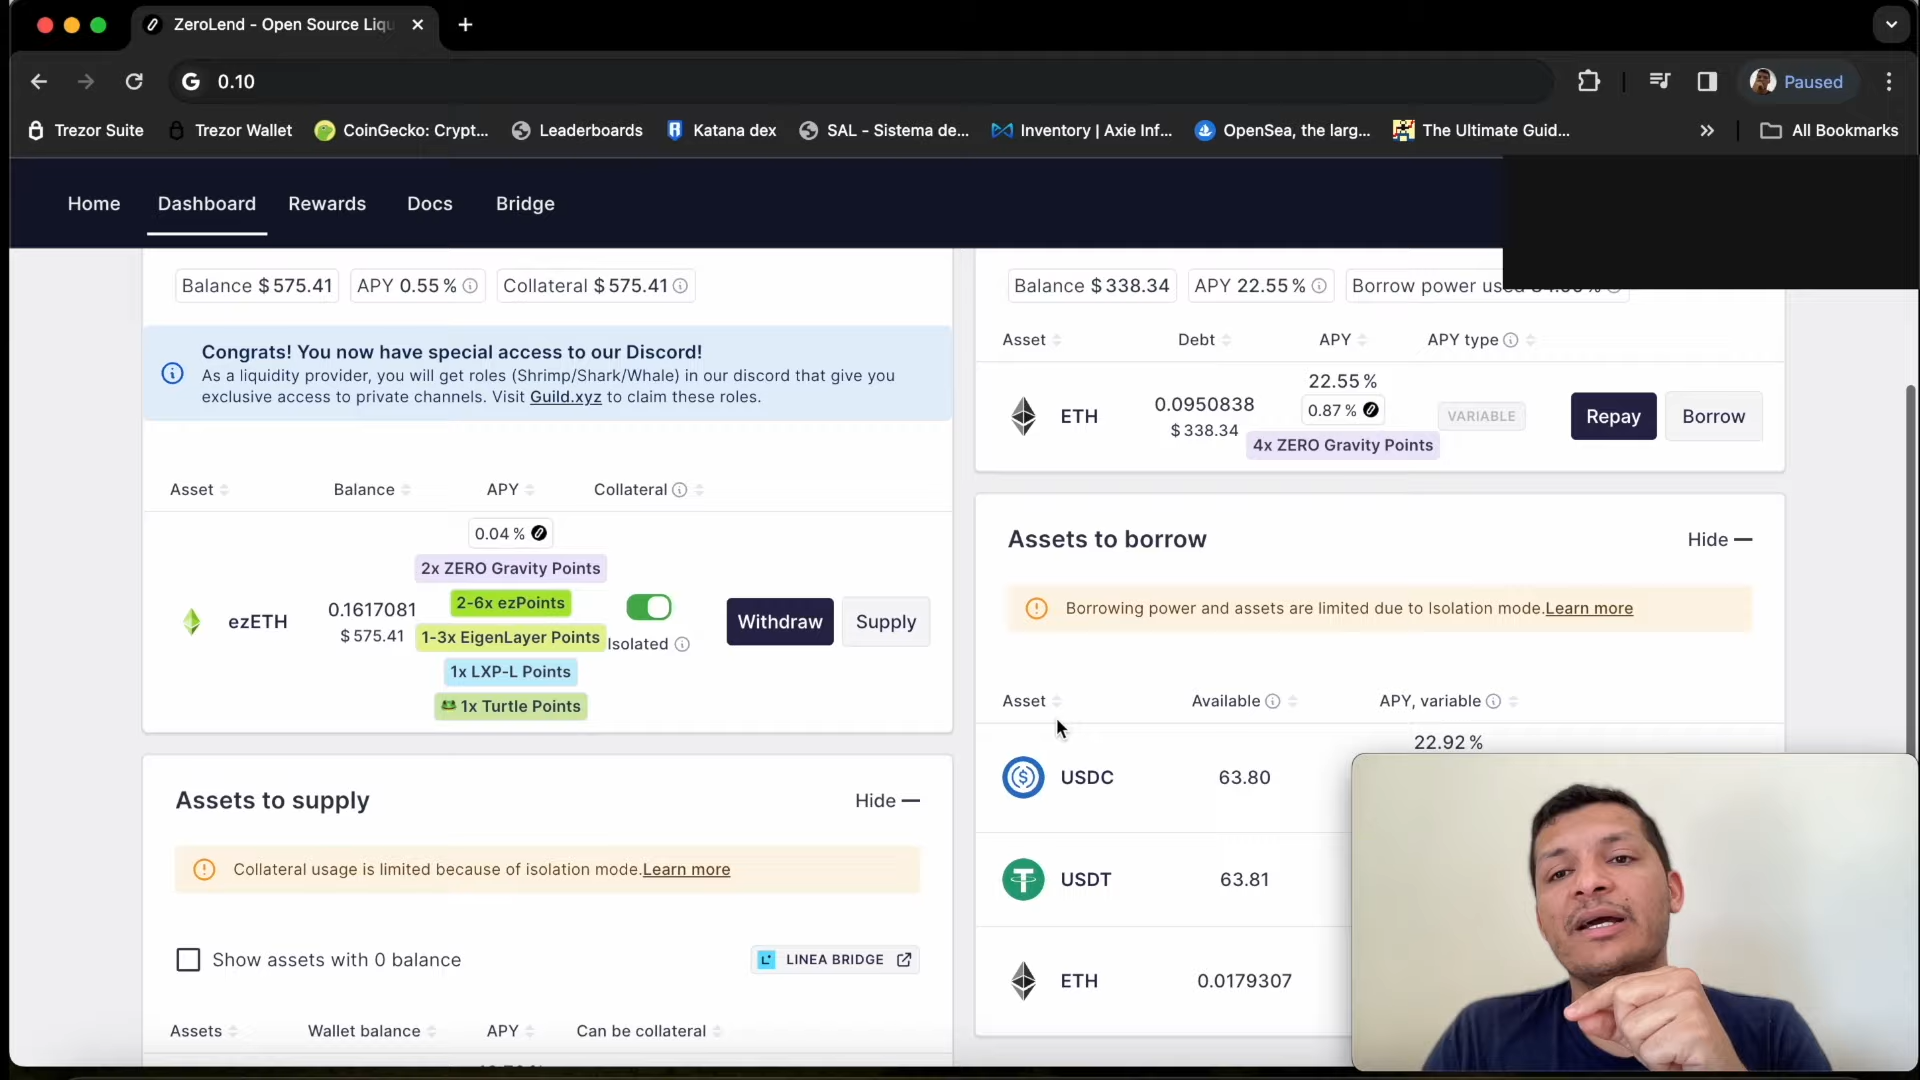 ZeroLend - Open Source Liqu
0.10
Paused
Trezor Suite
Trezor Wallet
CoinGecko: Crypt...
Leaderboards
Katana dex
SAL - Sistema de...
Inventory | Axie Inf...
OpenSea, the larg...
The Ultimate Guid...
All Bookmarks
Home
Dashboard
Rewards
Docs
Bridge
Balance $ 575.41
APY 0.55 %
Collateral $ 575.41
Congrats! You now have special access to our Discord!
As a liquidity provider, you will get roles (Shrimp/Shark/Whale) in our discord that give you
exclusive access to private channels. Visit Guild.xyz to claim these roles.
Asset
Balance
APY
Collateral
ezETH
0.1617081
$ 575.41
0.04 %
2x ZERO Gravity Points
2-6x ezPoints
1-3x EigenLayer Points
1x LXP-L Points
1x Turtle Points
Isolated
Withdraw
Supply
Assets to supply
Hide
Collateral usage is limited because of isolation mode.Learn more
Show assets with 0 balance
LINEA BRIDGE
Assets
Wallet balance
APY
Can be collateral
Balance $ 338.34
APY 22.55 %
Borrow power used
Asset
Debt
APY
APY type
ETH
0.0950838
$ 338.34
22.55 %
0.87 %
4x ZERO Gravity Points
VARIABLE
Repay
Borrow
Assets to borrow
Hide
Borrowing power and assets are limited due to Isolation mode.Learn more
Asset
Available
APY, variable
USDC
63.80
22.92 %
USDT
63.81
ETH
0.0179307